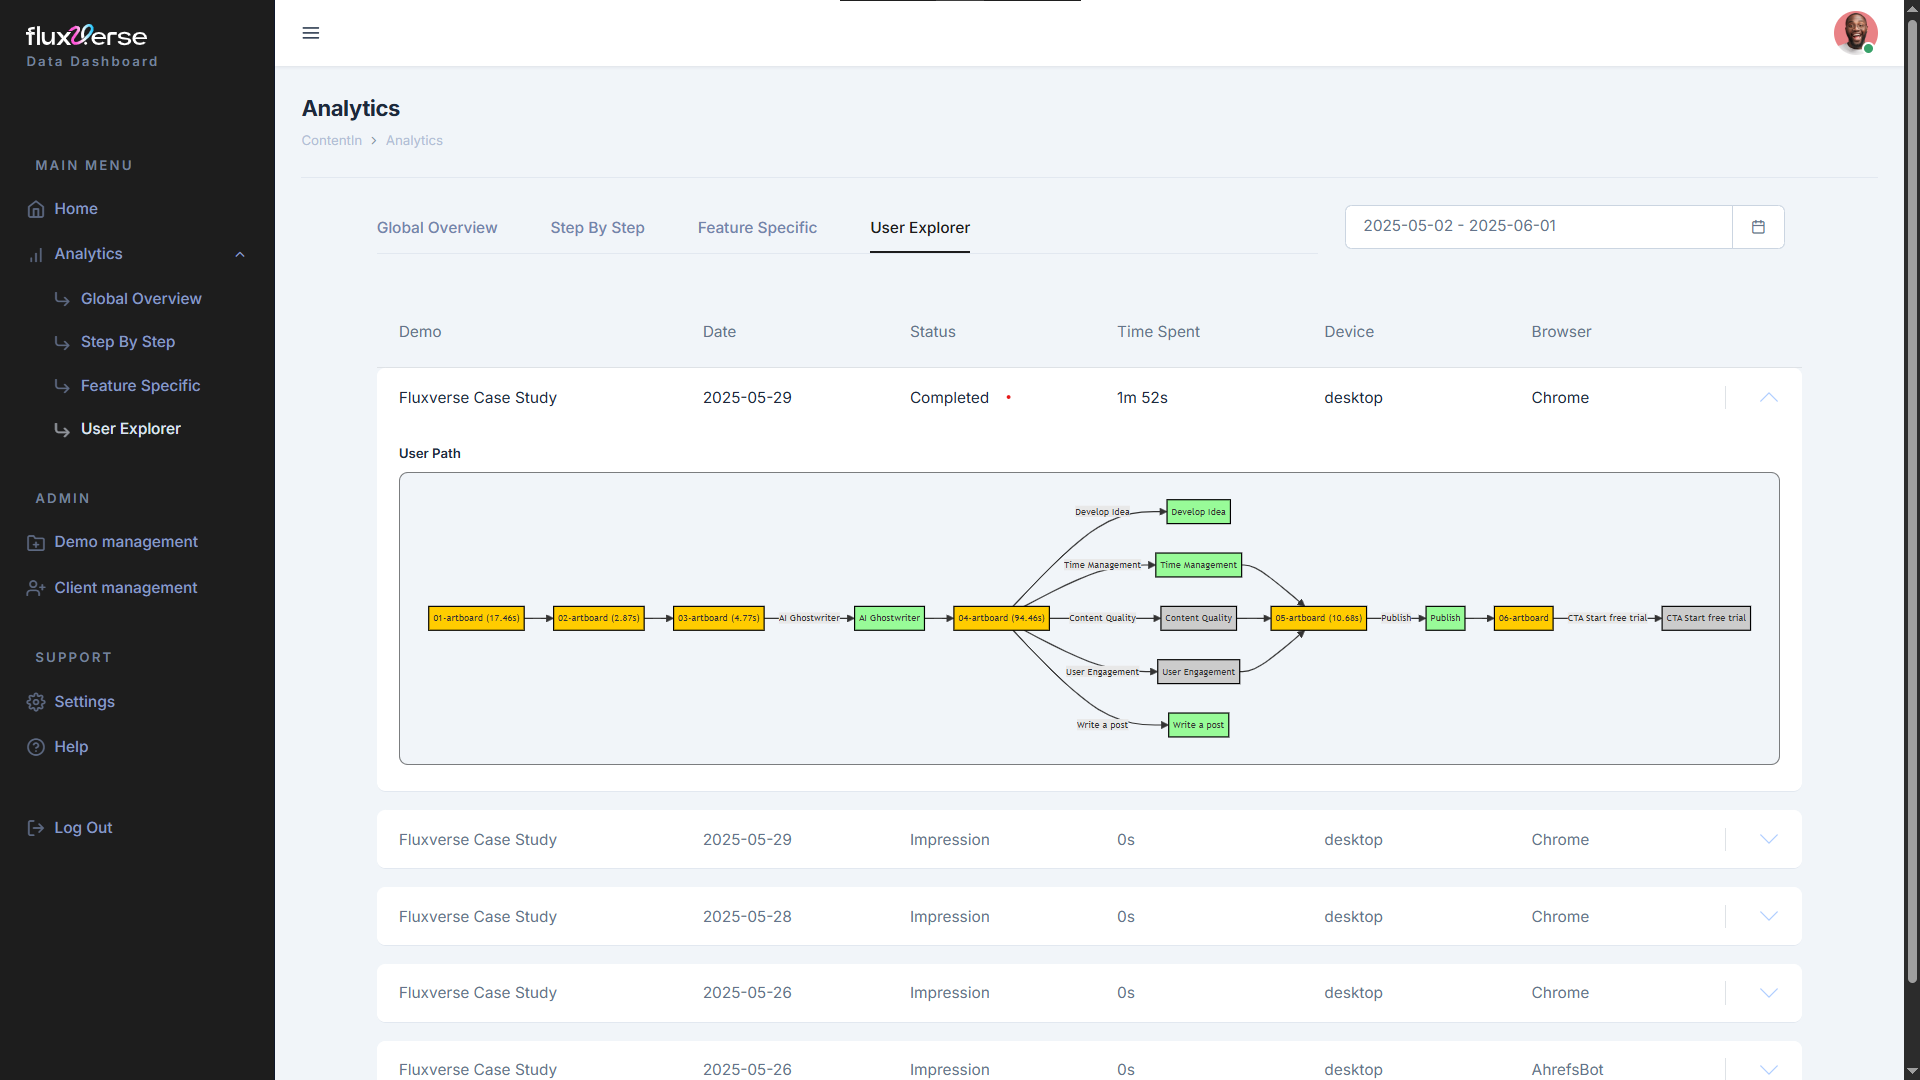 fluxverse
Data Dashboard
MAIN MENU
Home
Analytics
Global Overview
Step By Step
Feature Specific
User Explorer
ADMIN
Demo management
Client management
SUPPORT
Settings
Help
Log Out
Analytics
ContentIn > Analytics
Global Overview Step By Step Feature Specific User Explorer
2025-05-02 - 2025-06-01
Demo Date Status Time Spent Device Browser
Fluxverse Case Study 2025-05-29 Completed 1m 52s desktop Chrome
User Path
Develop Idea Develop Idea
Time Management Time Management
01-artboard (17.46s) 02-artboard (2.87s) 03-artboard (4.77s) AI Ghostwriter AI Ghostwriter 04-artboard (94.46s) Content Quality Content Quality 05-artboard (10.68s) Publish Publish 06-artboard CTA Start free trial CTA Start free trial
User Engagement User Engagement
Write a post Write a post
Fluxverse Case Study 2025-05-29 Impression 0s desktop Chrome
Fluxverse Case Study 2025-05-28 Impression 0s desktop Chrome
Fluxverse Case Study 2025-05-26 Impression 0s desktop Chrome
Fluxverse Case Study 2025-05-26 Impression 0s desktop AhrefsBot